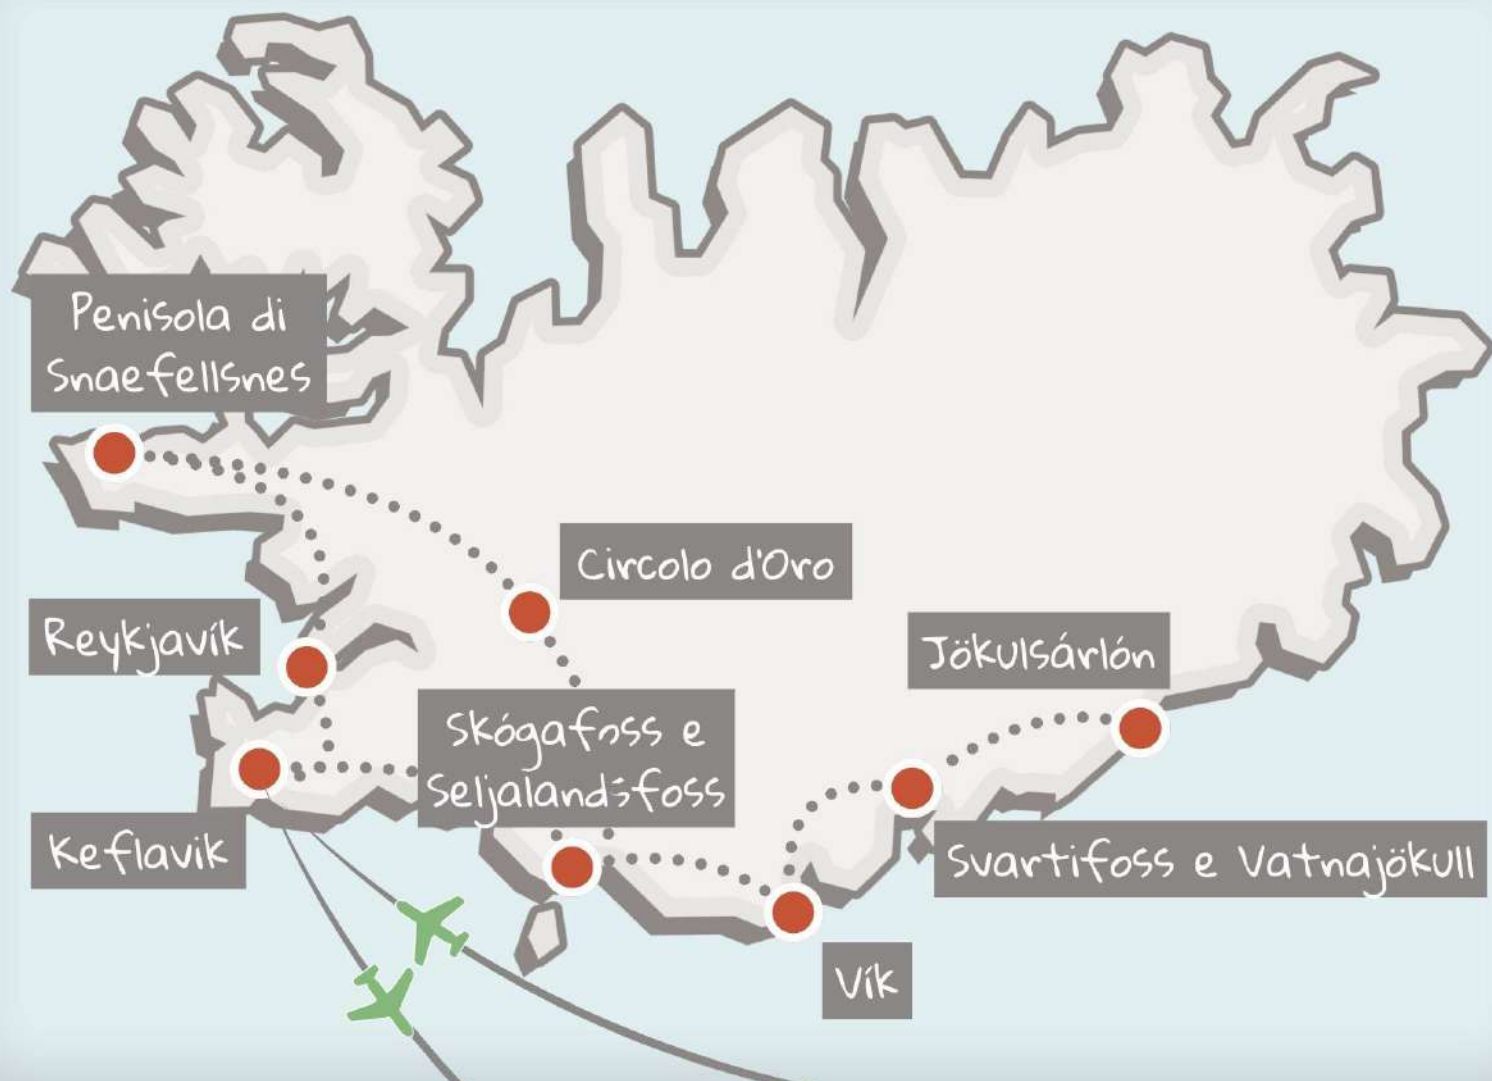 Penisola di
Snaefellsnes
Circolo d'Oro
Reykjavík
Jökulsárlón
Skógafoss e
Seljalandsfoss
Keflavik
Svartifoss e Vatnajökull
Vík